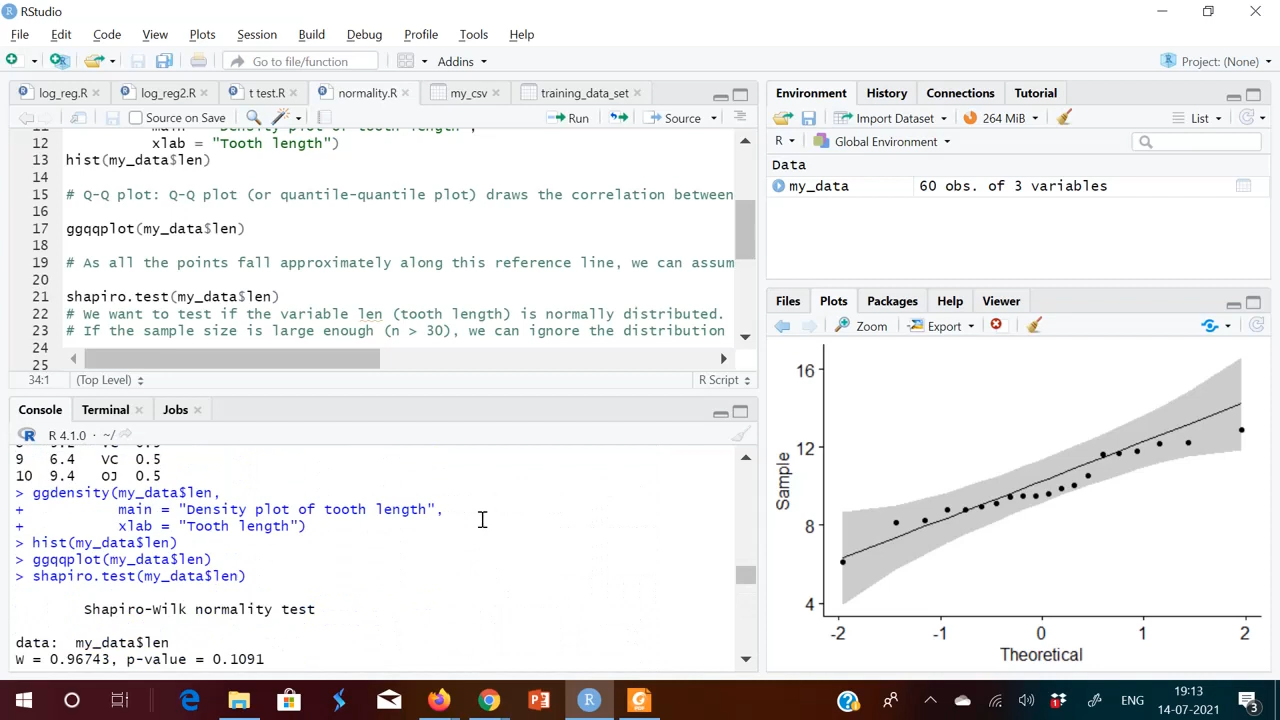 RStudio
File Edit Code View Plots Session Build Debug Profile Tools Help
Go to file/function Addins Project: (None)
log_reg.R log_reg2.R t test.R normality.R my_csv training_data_set
Source on Save Run Source
11 main = "Density plot of tooth length",
12 xlab = "Tooth length")
13 hist(my_data$len)
14
15 # Q-Q plot: Q-Q plot (or quantile-quantile plot) draws the correlation between
16
17 ggqqplot(my_data$len)
18
19 # As all the points fall approximately along this reference line, we can assum
20
21 shapiro.test(my_data$len)
22 # We want to test if the variable len (tooth length) is normally distributed.
23 # If the sample size is large enough (n > 30), we can ignore the distribution
24
25
34:1 (Top Level) R Script
Console Terminal Jobs
R 4.1.0 · ~/
9 6.4 VC 0.5
10 9.4 OJ 0.5
> ggdensity(my_data$len,
+ main = "Density plot of tooth length",
+ xlab = "Tooth length")
> hist(my_data$len)
> ggqqplot(my_data$len)
> shapiro.test(my_data$len)
Shapiro-Wilk normality test
data: my_data$len
W = 0.96743, p-value = 0.1091
Environment History Connections Tutorial
Import Dataset 264 MiB List
R Global Environment
Data
my_data 60 obs. of 3 variables
Files Plots Packages Help Viewer
Zoom Export
16
12
8
4
Sample
-2 -1 0 1 2
Theoretical
ENG
19:13
14-07-2021
3